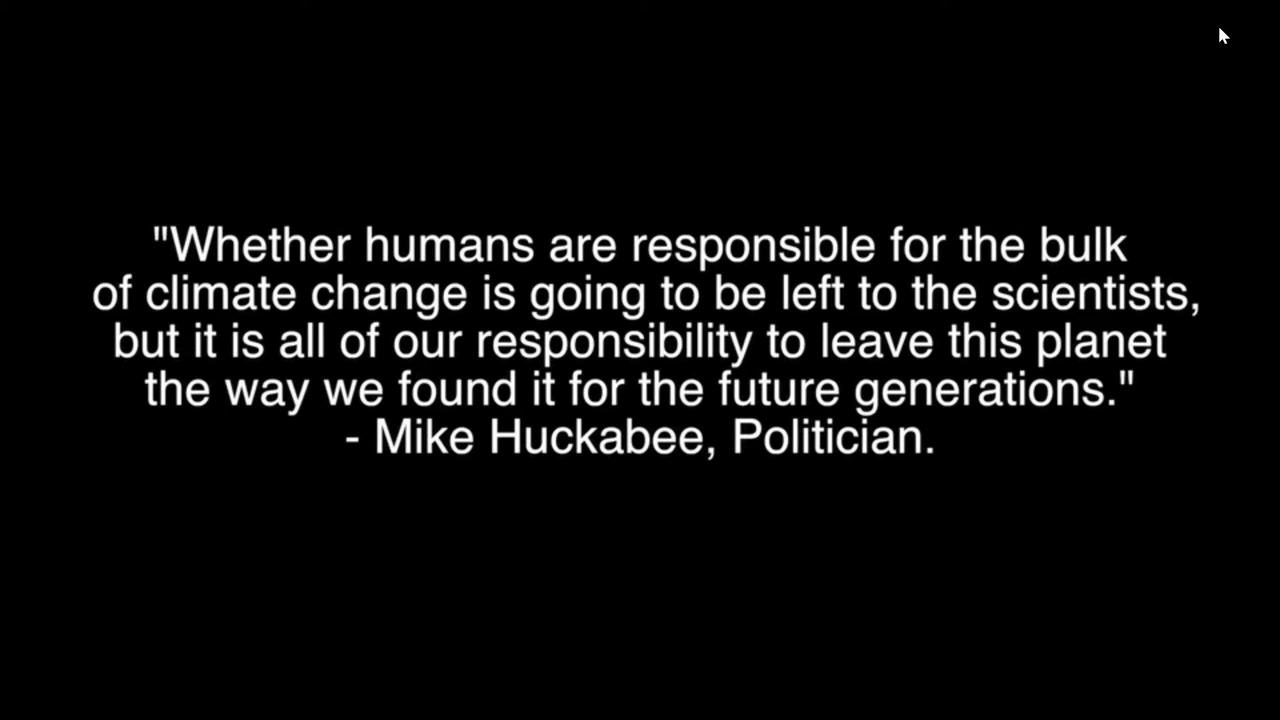 "Whether humans are responsible for the bulk
of climate change is going to be left to the scientists,
but it is all of our responsibility to leave this planet
the way we found it for the future generations."
- Mike Huckabee, Politician.